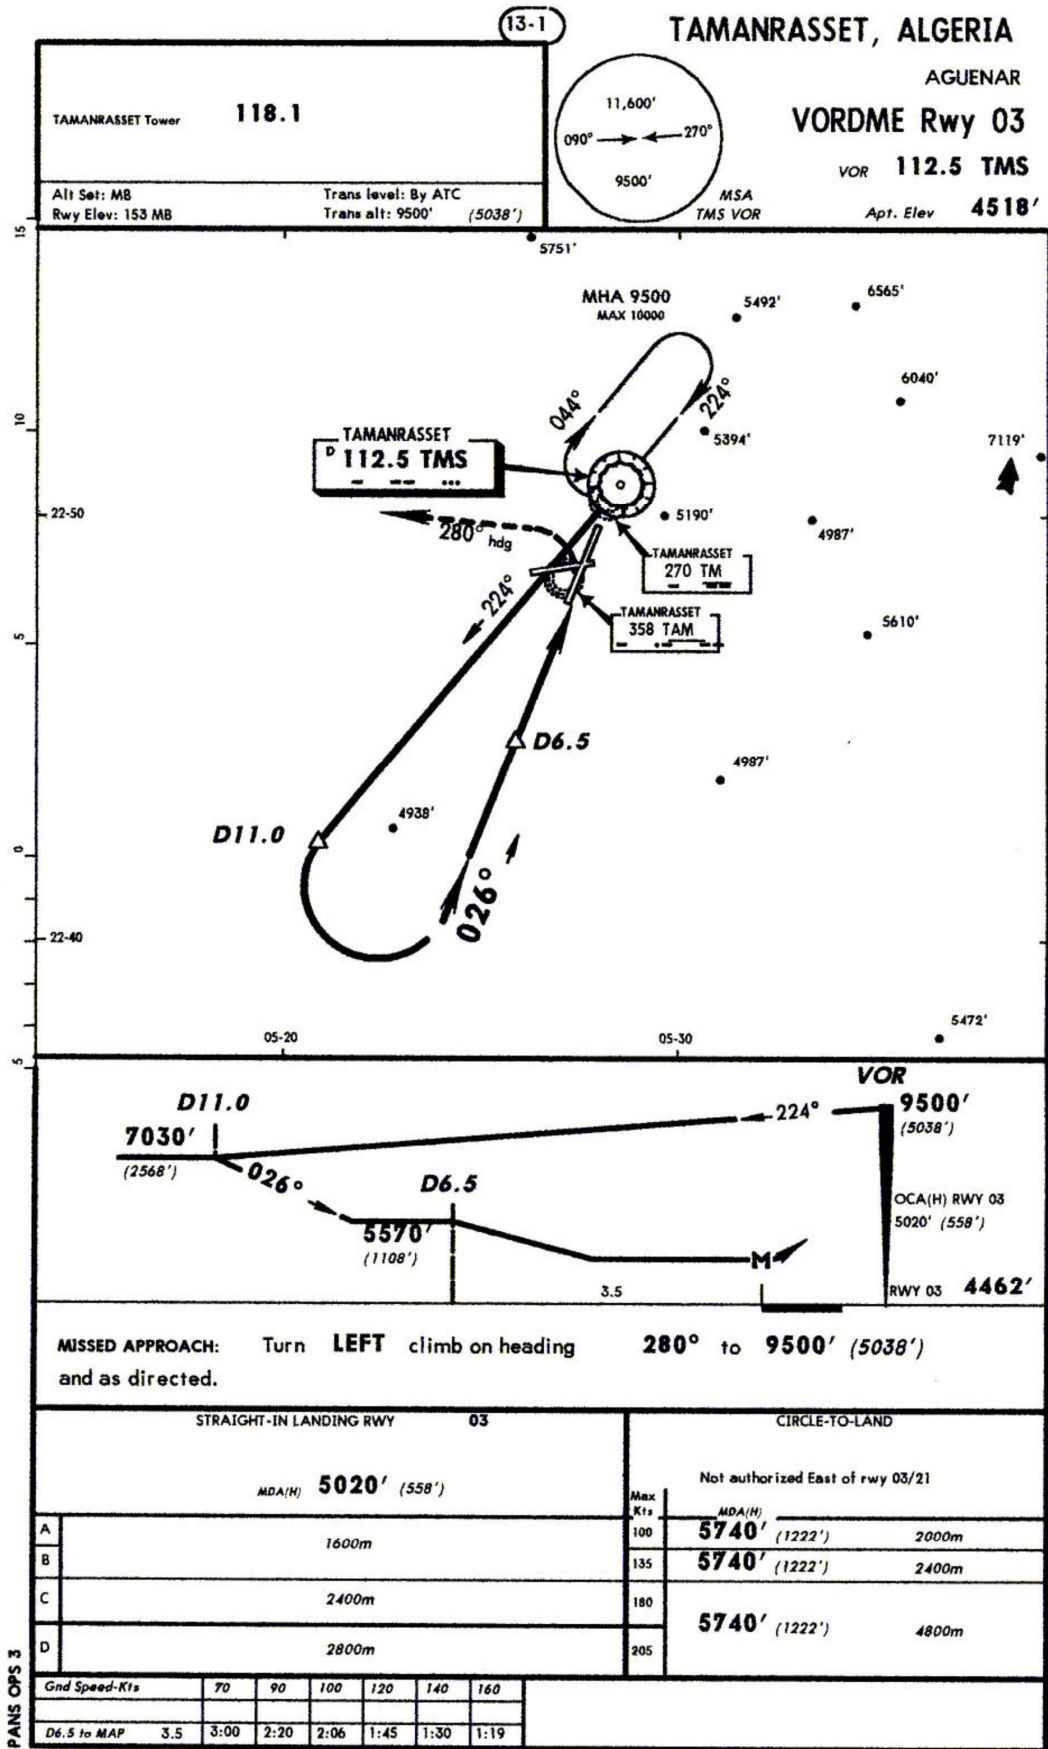 13-1
TAMANRASSET, ALGERIA
AGUENAR
VORDME Rwy 03
VOR 112.5 TMS
Apt. Elev 4518'
TAMANRASSET Tower 118.1
Alt Set: MB Trans level: By ATC
Rwy Elev: 153 MB Trans alt: 9500' (5038')
11,600'
090° 270°
9500'
MSA
TMS VOR
15
5751'
MHA 9500
MAX 10000
5492'
6565'
6040'
044°
224°
5394'
7119'
10
TAMANRASSET
D 112.5 TMS
22-50
280° hdg
5190'
4987'
TAMANRASSET
270 TM
224°
TAMANRASSET
358 TAM
5610'
5
D6.5
4987'
4938'
D11.0
0
026°
22-40
5472'
05-20
05-30
5
VOR
D11.0
9500'
(5038')
224°
7030'
(2568')
026°
D6.5
OCA(H) RWY 03
5020' (558')
5570'
(1108')
M
3.5
RWY 03 4462'
MISSED APPROACH: Turn LEFT climb on heading 280° to 9500' (5038')
and as directed.
STRAIGHT-IN LANDING RWY 03
CIRCLE-TO-LAND
Not authorized East of rwy 03/21
MDA(H) 5020' (558')
Max
Kts MDA(H)
A
1600m
100 5740' (1222') 2000m
B
135 5740' (1222') 2400m
C 2400m
180
5740' (1222') 4800m
D 2800m
205
PANS OPS 3
Gnd Speed-Kts 70 90 100 120 140 160
D6.5 to MAP 3.5 3:00 2:20 2:06 1:45 1:30 1:19